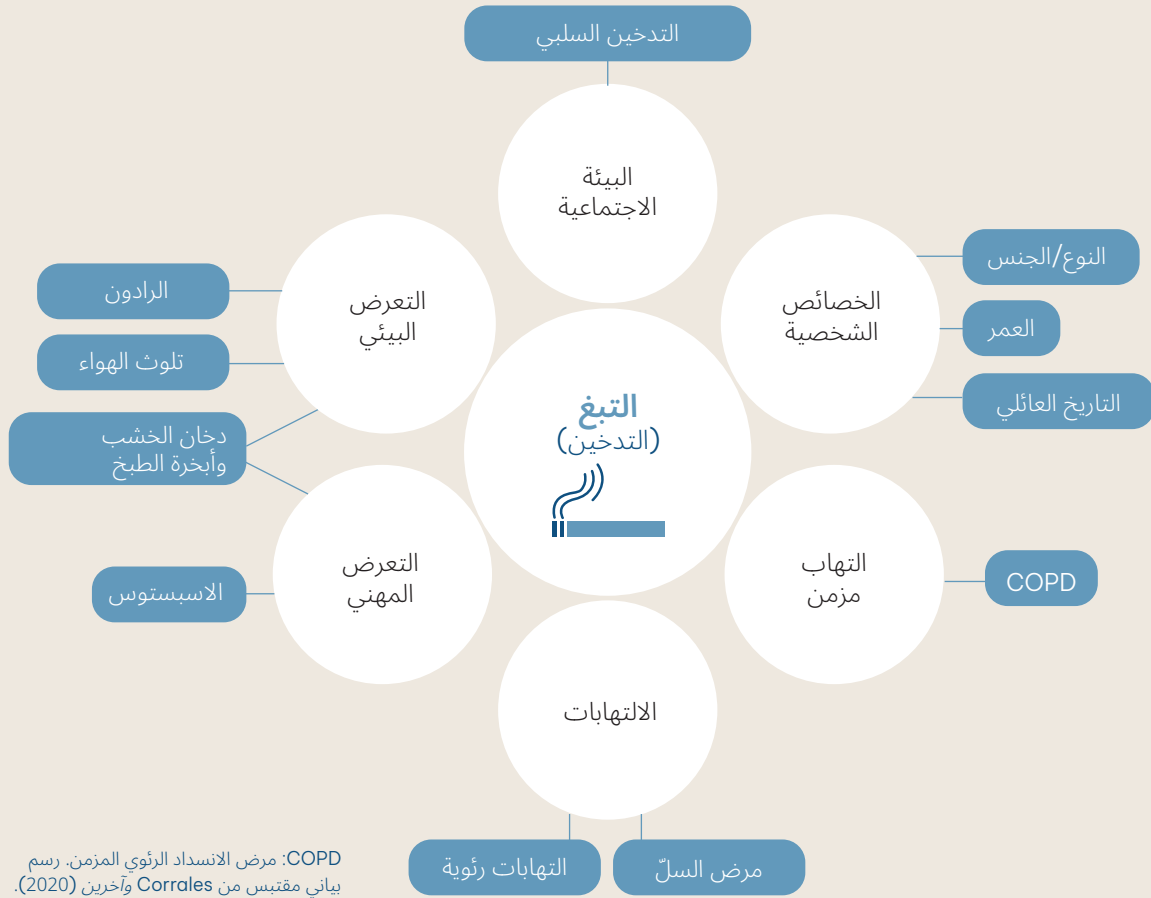 التدخين السلبي
البيئة
الاجتماعية
النوع/الجنس
العمر
التاريخ العائلي
الخصائص
الشخصية
التعرض
البيئي
الرادون
تلوث الهواء
دخان الخشب
وأبخرة الطبخ
التبغ
(التدخين)
التهاب
مزمن
COPD
التعرض
المهني
الاسبستوس
الالتهابات
مرض السلّ
التهابات رئوية
COPD: مرض الانسداد الرئوي المزمن. رسم
بياني مقتبس من Corrales وآخرين (2020).